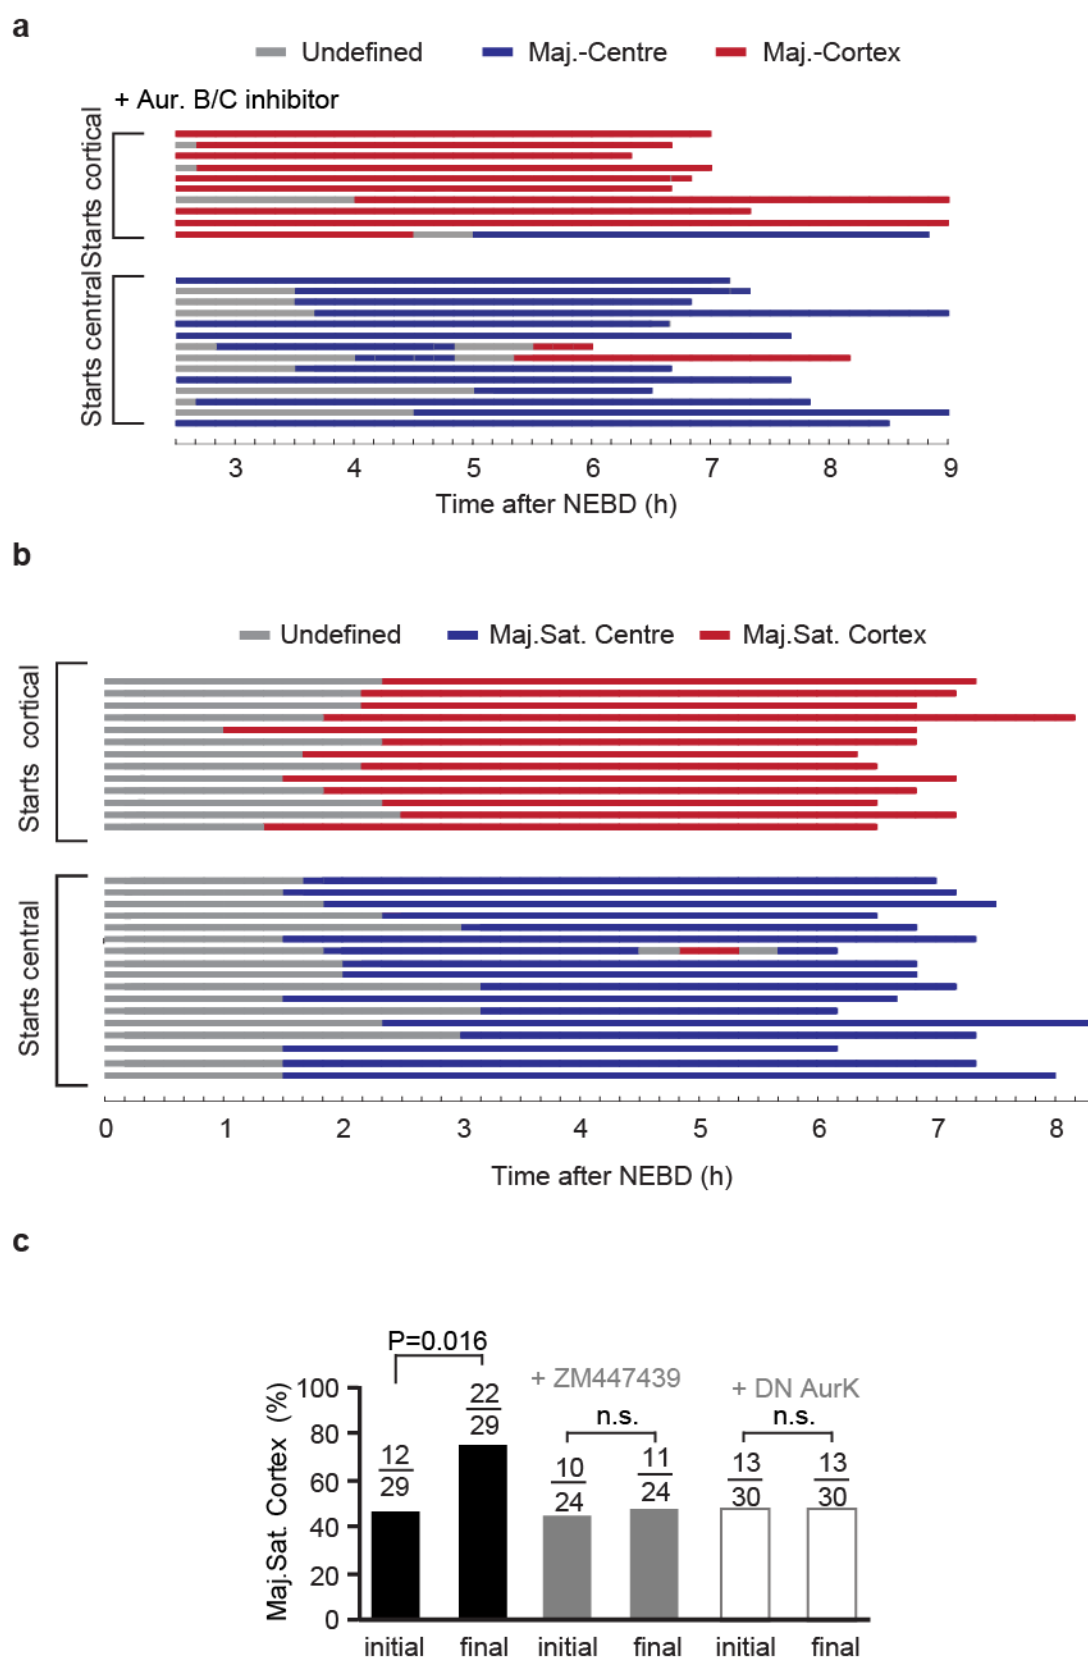 a
Undefined Maj.-Centre Maj.-Cortex
+ Aur. B/C inhibitor
Starts cortical
Starts central
3 4 5 6 7 8 9
Time after NEBD (h)
b
Undefined Maj.Sat. Centre Maj.Sat. Cortex
Starts cortical
Starts central
0 1 2 3 4 5 6 7 8
Time after NEBD (h)
c
P=0.016
+ ZM447439
+ DN AurK
n.s.
n.s.
Maj.Sat. Cortex (%)
100
80
60
40
20
0
12
29
22
29
10
24
11
24
13
30
13
30
initial final initial final initial final